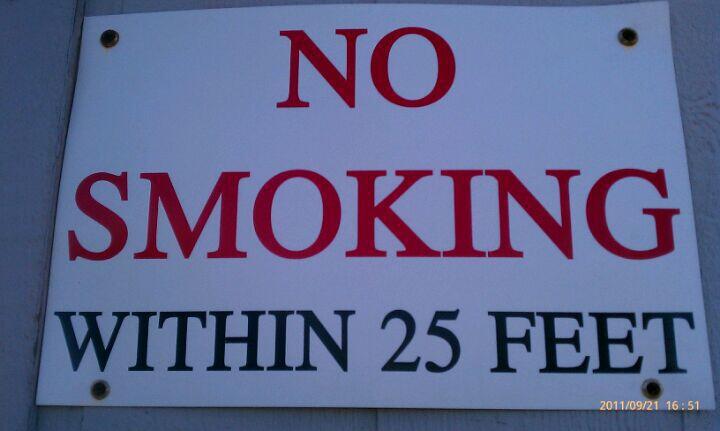 NO
SMOKING
WITHIN 25 FEET
2011/09/21 16:51